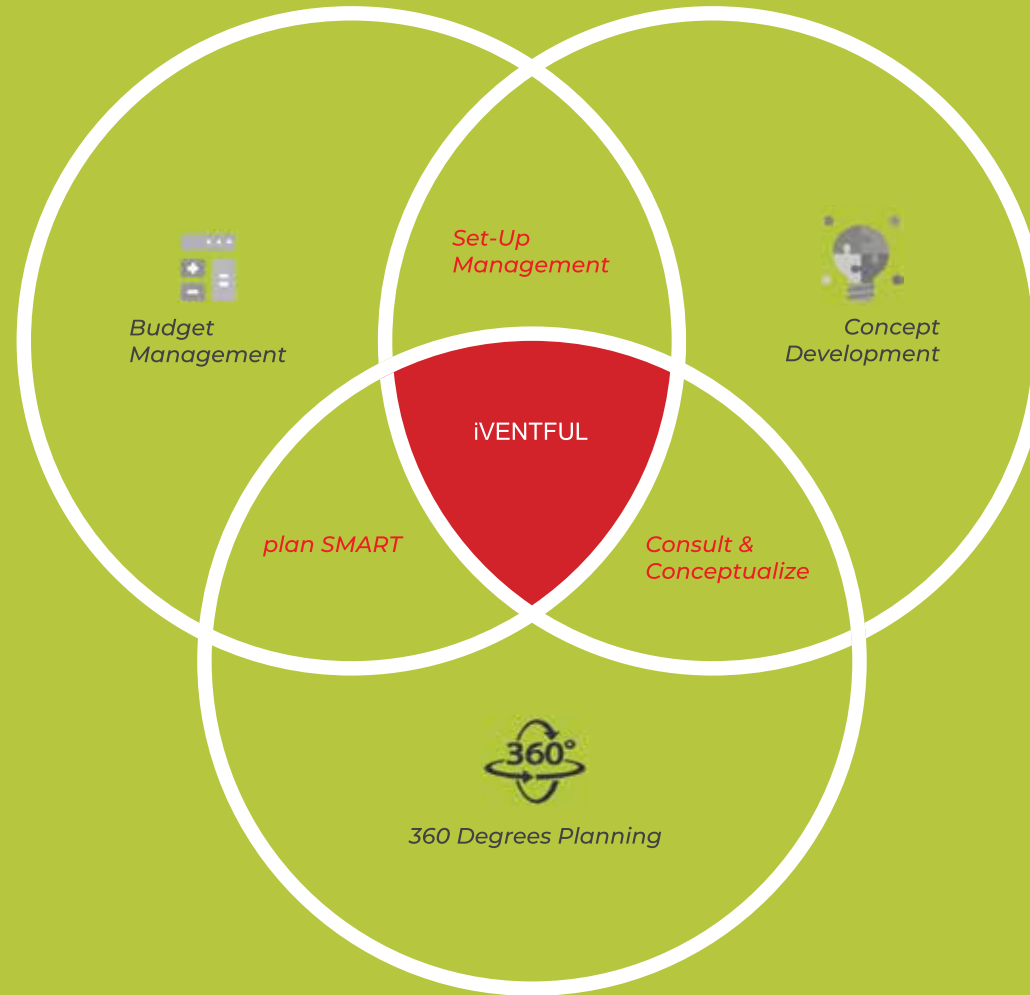 Set-Up
Management
Budget
Management
Concept
Development
iVENTFUL
plan SMART
Consult &
Conceptualize
360°
360 Degrees Planning